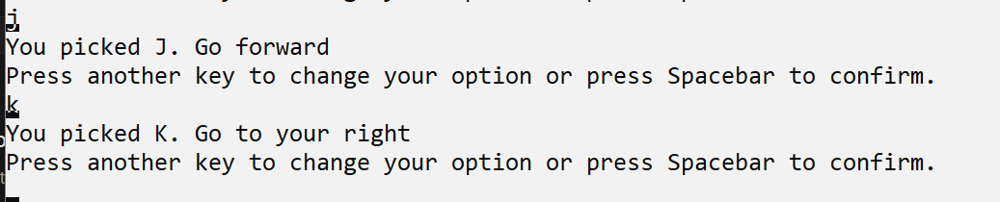 j
You picked J. Go forward
Press another key to change your option or press Spacebar to confirm.
k
You picked K. Go to your right
Press another key to change your option or press Spacebar to confirm.